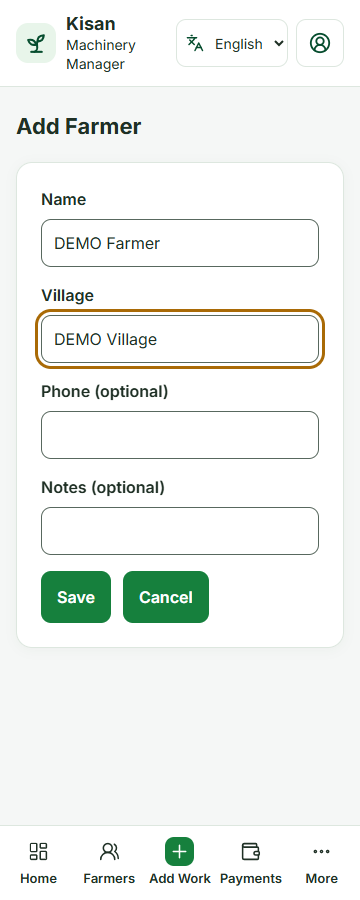 Kisan
Machinery
Manager
English
Add Farmer
Name
DEMO Farmer
Village
DEMO Village
Phone (optional)
Notes (optional)
Save Cancel
Home Farmers Add Work Payments More